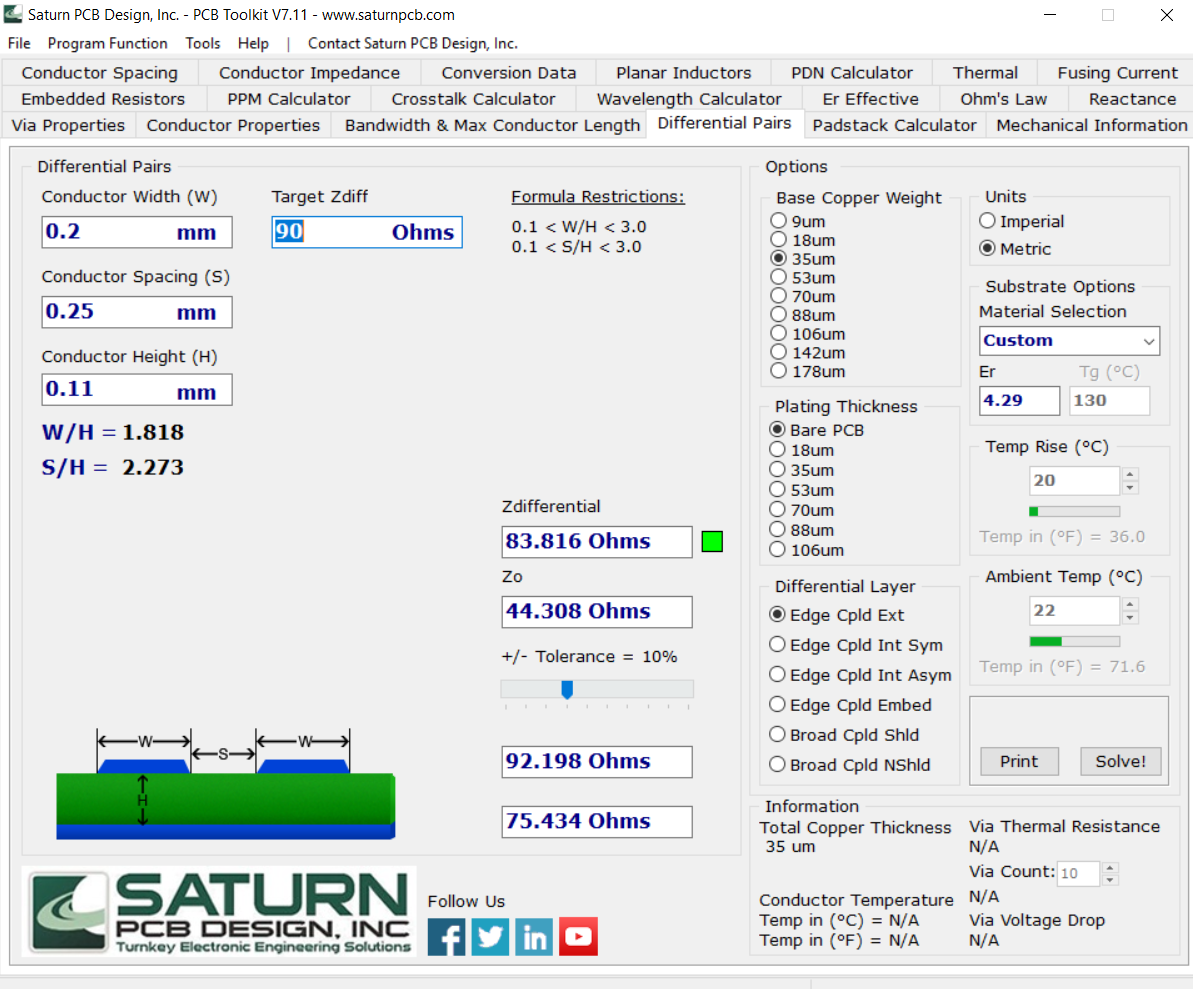 Saturn PCB Design, Inc. - PCB Toolkit V7.11 - www.saturnpcb.com
File Program Function Tools Help | Contact Saturn PCB Design, Inc.
Conductor Spacing Conductor Impedance Conversion Data Planar Inductors PDN Calculator Thermal Fusing Current
Embedded Resistors PPM Calculator Crosstalk Calculator Wavelength Calculator Er Effective Ohm's Law Reactance
Via Properties Conductor Properties Bandwidth & Max Conductor Length Differential Pairs Padstack Calculator Mechanical Information
Differential Pairs
Conductor Width (W)
0.2 mm
Conductor Spacing (S)
0.25 mm
Conductor Height (H)
0.11 mm
W/H = 1.818
S/H = 2.273
Target Zdiff
90 Ohms
Formula Restrictions:
0.1 < W/H < 3.0
0.1 < S/H < 3.0
Zdifferential
83.816 Ohms
Zo
44.308 Ohms
+/- Tolerance = 10%
92.198 Ohms
75.434 Ohms
W S W
H
Options
Base Copper Weight
9um
18um
35um
53um
70um
88um
106um
142um
178um
Plating Thickness
Bare PCB
18um
35um
53um
70um
88um
106um
Differential Layer
Edge Cpld Ext
Edge Cpld Int Sym
Edge Cpld Int Asym
Edge Cpld Embed
Broad Cpld Shld
Broad Cpld NShld
Units
Imperial
Metric
Substrate Options
Material Selection
Custom
Er Tg (°C)
4.29 130
Temp Rise (°C)
20
Temp in (°F) = 36.0
Ambient Temp (°C)
22
Temp in (°F) = 71.6
Print Solve!
Information
Total Copper Thickness
35 um
Conductor Temperature
Temp in (°C) = N/A
Temp in (°F) = N/A
Via Thermal Resistance
N/A
Via Count: 10
N/A
Via Voltage Drop
N/A
SATURN
PCB DESIGN, INC
Turnkey Electronic Engineering Solutions
Follow Us
f
in